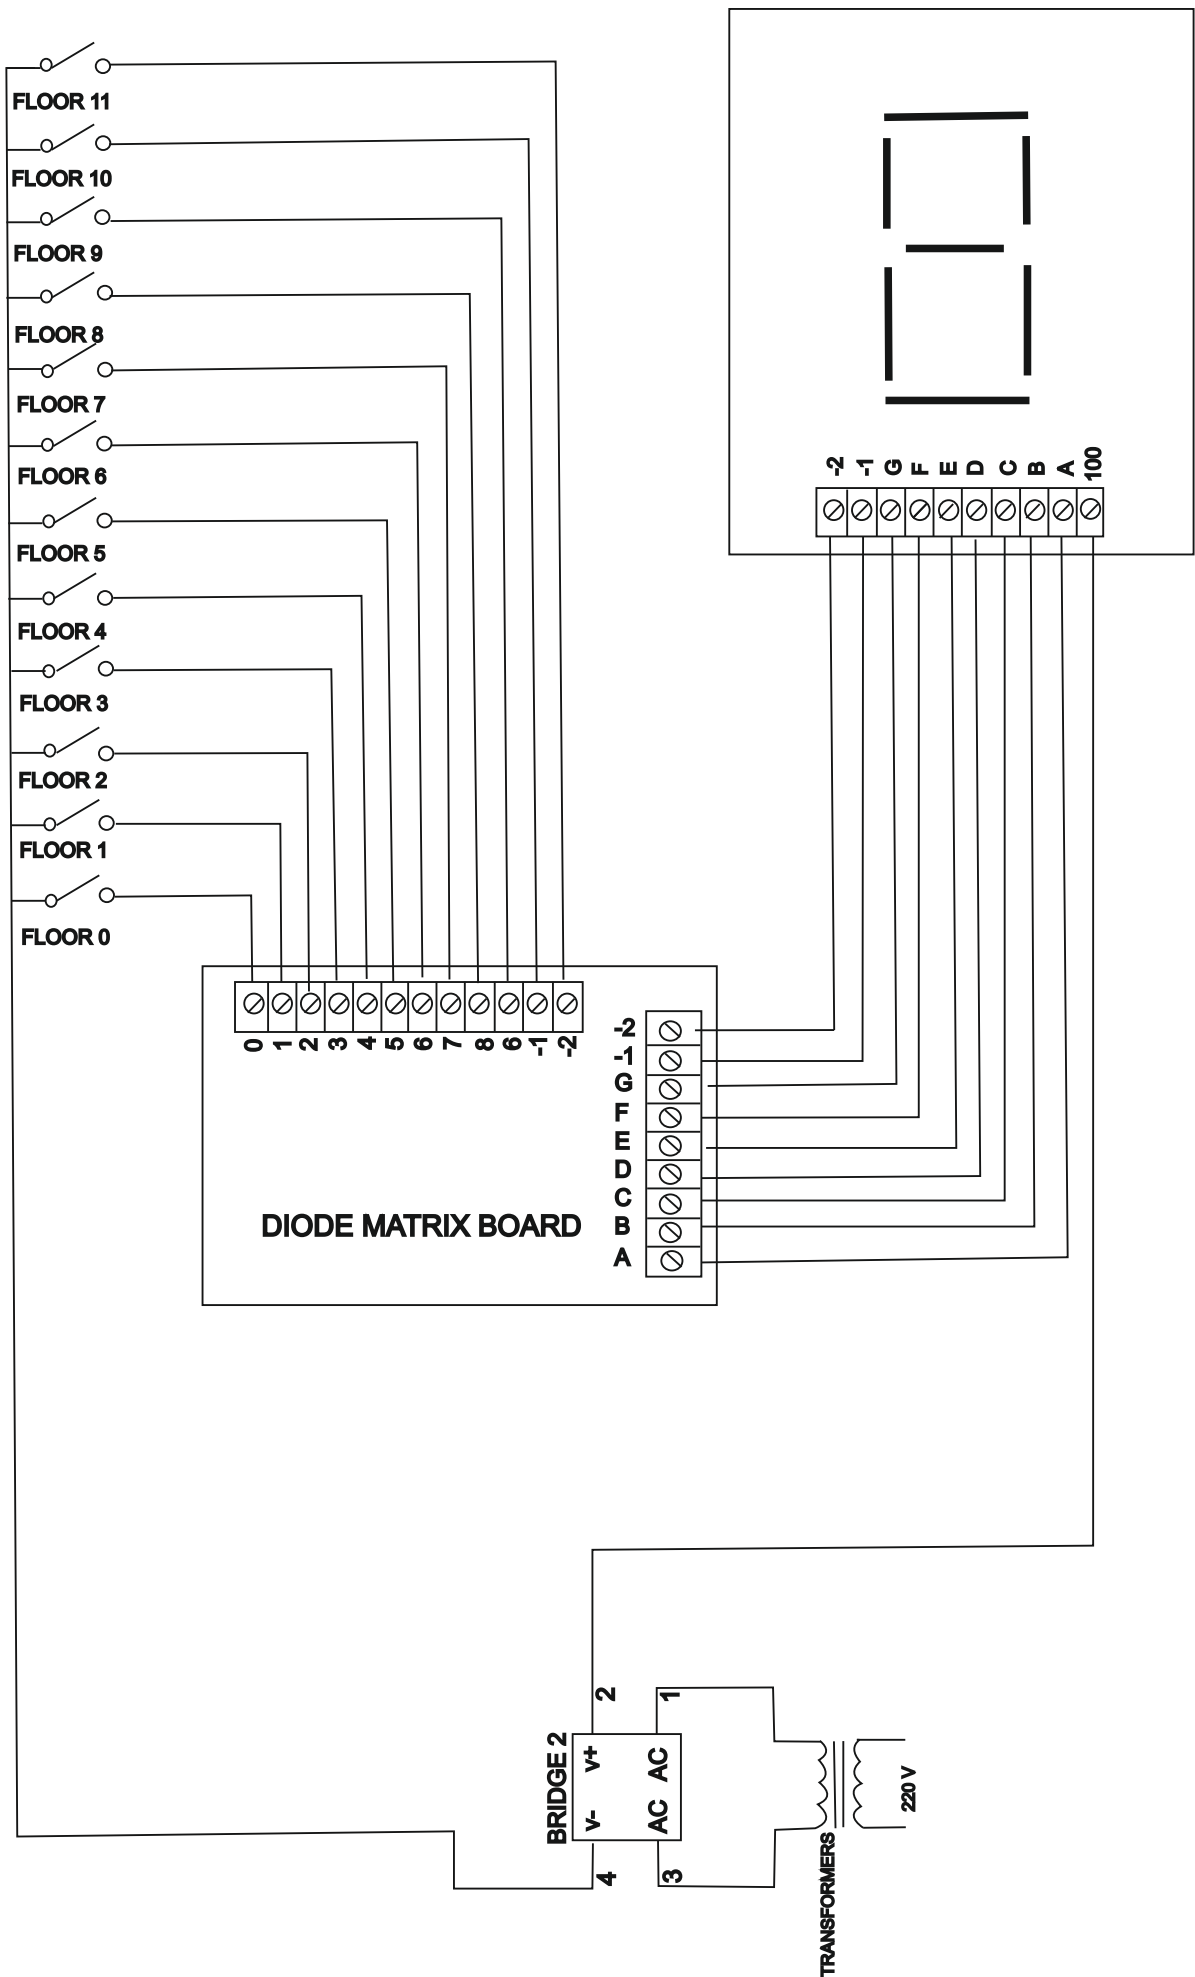 FLOOR 11
FLOOR 10
FLOOR 9
FLOOR 8
FLOOR 7
FLOOR 6
FLOOR 5
FLOOR 4
FLOOR 3
FLOOR 2
FLOOR 1
FLOOR 0
-2 -1 G F E D C B A 100
0 1 2 3 4 5 6 7 8 6 -1 -2
-2
-1
G
F
E
D
C
B
A
DIODE MATRIX BOARD
2
1
BRIDGE 2
v+
AC
v-
AC
4
3
220 V
TRANSFORMERS